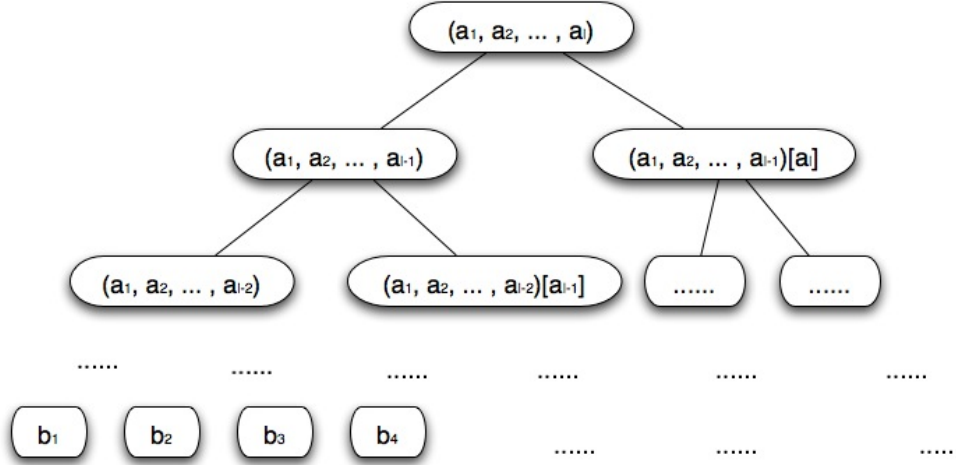 (a₁, a₂, ... , aₗ)
(a₁, a₂, ... , aₗ₋₁) (a₁, a₂, ... , aₗ₋₁)[aₗ]
(a₁, a₂, ... , aₗ₋₂) (a₁, a₂, ... , aₗ₋₂)[aₗ₋₁] ...... ......
...... ...... ...... ...... ...... ......
b₁ b₂ b₃ b₄ ...... ...... .....